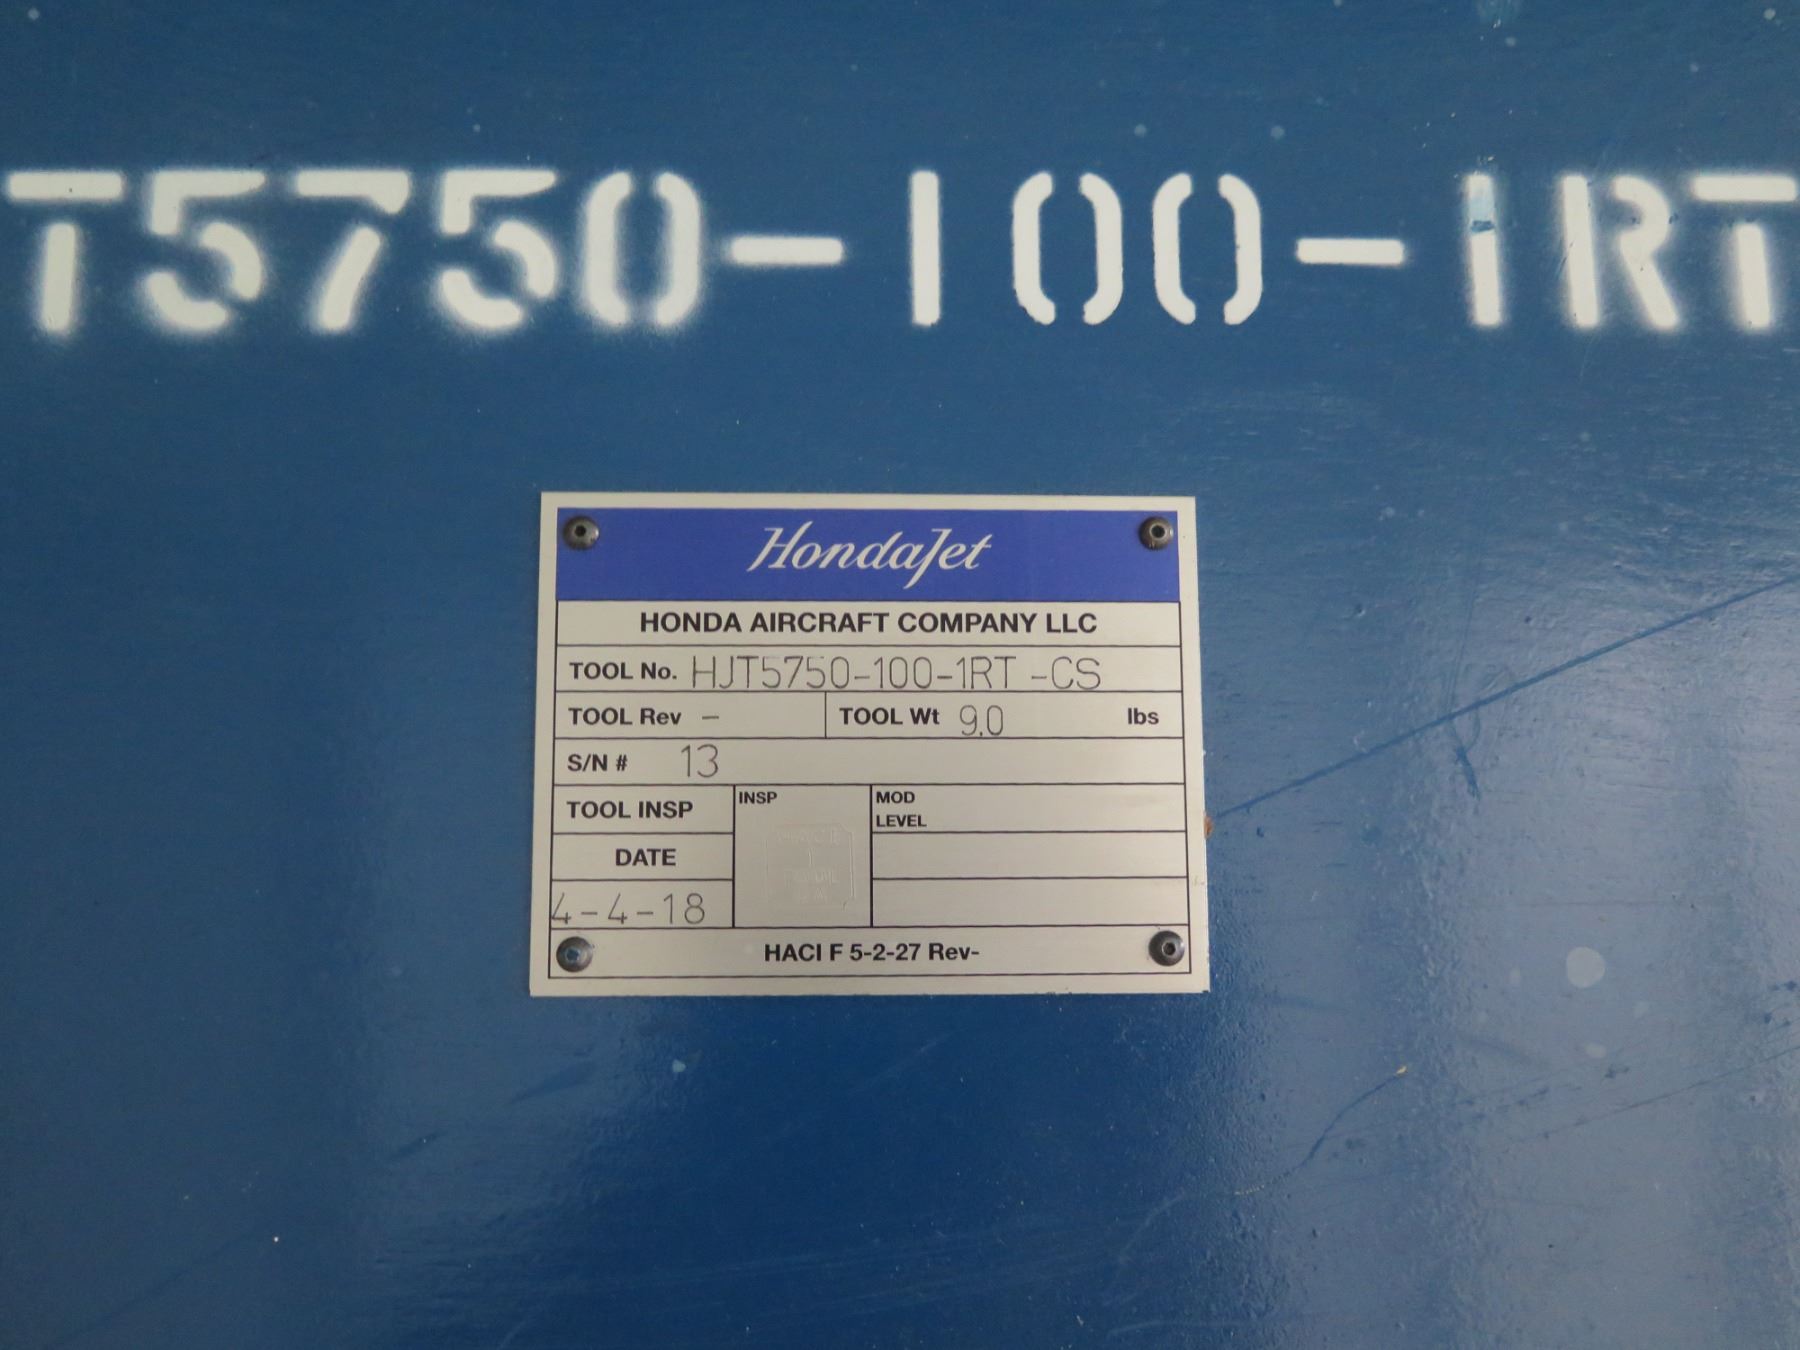 T5750-100-1RT
HondaJet
HONDA AIRCRAFT COMPANY LLC
TOOL No. HJT5750-100-1RT -CS
TOOL Rev - TOOL Wt 9.0 lbs
S/N # 13
TOOL INSP
INSP
MOD
LEVEL
DATE
4-4-18
HACI F 5-2-27 Rev-